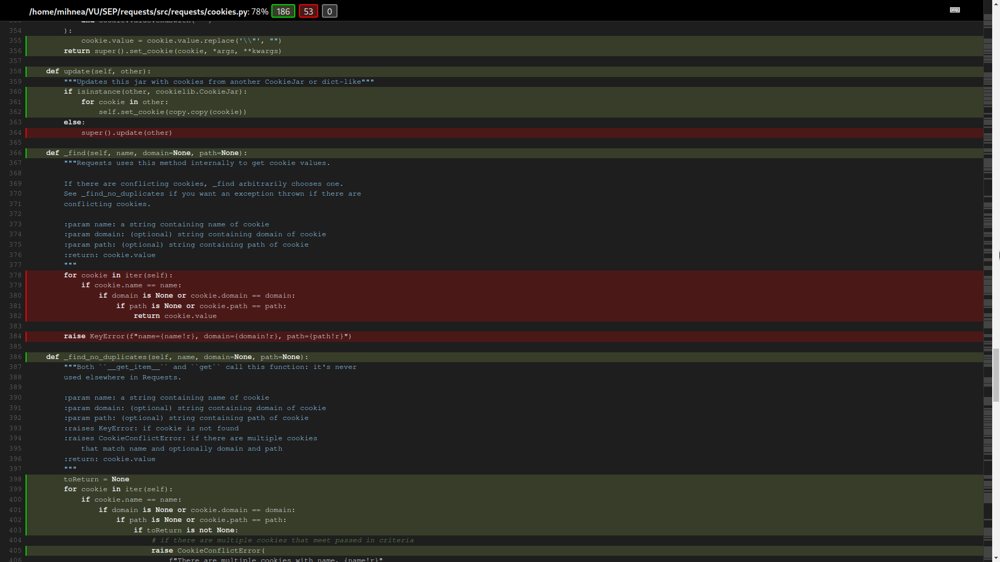 /home/mihnea/VU/SEP/requests/src/requests/cookies.py: 78% 186 53 0
354         ):
355             cookie.value = cookie.value.replace('\\"', "")
356         return super().set_cookie(cookie, *args, **kwargs)
357
358     def update(self, other):
359         """Updates this jar with cookies from another CookieJar or dict-like"""
360         if isinstance(other, cookielib.CookieJar):
361             for cookie in other:
362                 self.set_cookie(copy.copy(cookie))
363         else:
364             super().update(other)
365
366     def _find(self, name, domain=None, path=None):
367         """Requests uses this method internally to get cookie values.
368
369         If there are conflicting cookies, _find arbitrarily chooses one.
370         See _find_no_duplicates if you want an exception thrown if there are
371         conflicting cookies.
372
373         :param name: a string containing name of cookie
374         :param domain: (optional) string containing domain of cookie
375         :param path: (optional) string containing path of cookie
376         :return: cookie.value
377         """
378         for cookie in iter(self):
379             if cookie.name == name:
380                 if domain is None or cookie.domain == domain:
381                     if path is None or cookie.path == path:
382                         return cookie.value
383
384         raise KeyError(f"name={name!r}, domain={domain!r}, path={path!r}")
385
386     def _find_no_duplicates(self, name, domain=None, path=None):
387         """Both ``__get_item__`` and ``get`` call this function: it's never
388         used elsewhere in Requests.
389
390         :param name: a string containing name of cookie
391         :param domain: (optional) string containing domain of cookie
392         :param path: (optional) string containing path of cookie
393         :raises KeyError: if cookie is not found
394         :raises CookieConflictError: if there are multiple cookies
395             that match name and optionally domain and path
396         :return: cookie.value
397         """
398         toReturn = None
399         for cookie in iter(self):
400             if cookie.name == name:
401                 if domain is None or cookie.domain == domain:
402                     if path is None or cookie.path == path:
403                         if toReturn is not None:
404                             # if there are multiple cookies that meet passed in criteria
405                             raise CookieConflictError(
406                                 f"There are multiple cookies with name, {name!r}"